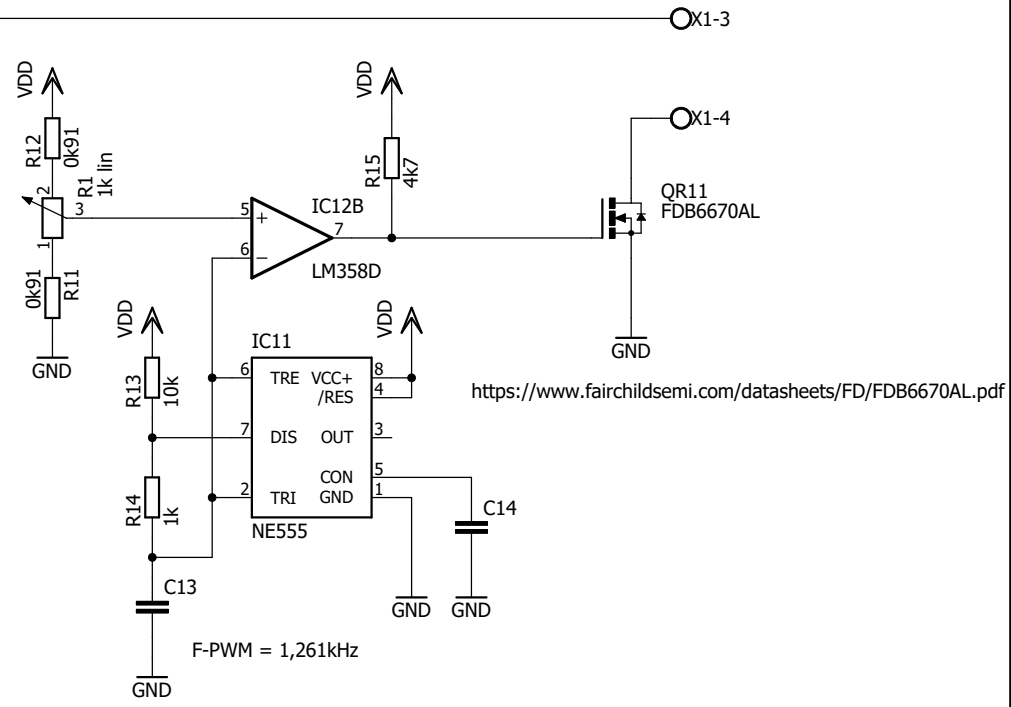 X1-3
VDD
VDD
X1-4
R12
0k91
R1
1k lin
R15
4k7
QR11
FDB6670AL
2
3
1
5
+
IC12B
7
6
−
LM358D
0k91
R11
GND
VDD
VDD
GND
IC11
https://www.fairchildsemi.com/datasheets/FD/FDB6670AL.pdf
R13
10k
6
TRE
VCC+
8
/RES
4
7
DIS
OUT
3
CON
5
R14
1k
2
TRI
GND
1
NE555
C14
C13
GND
GND
F-PWM = 1,261kHz
GND